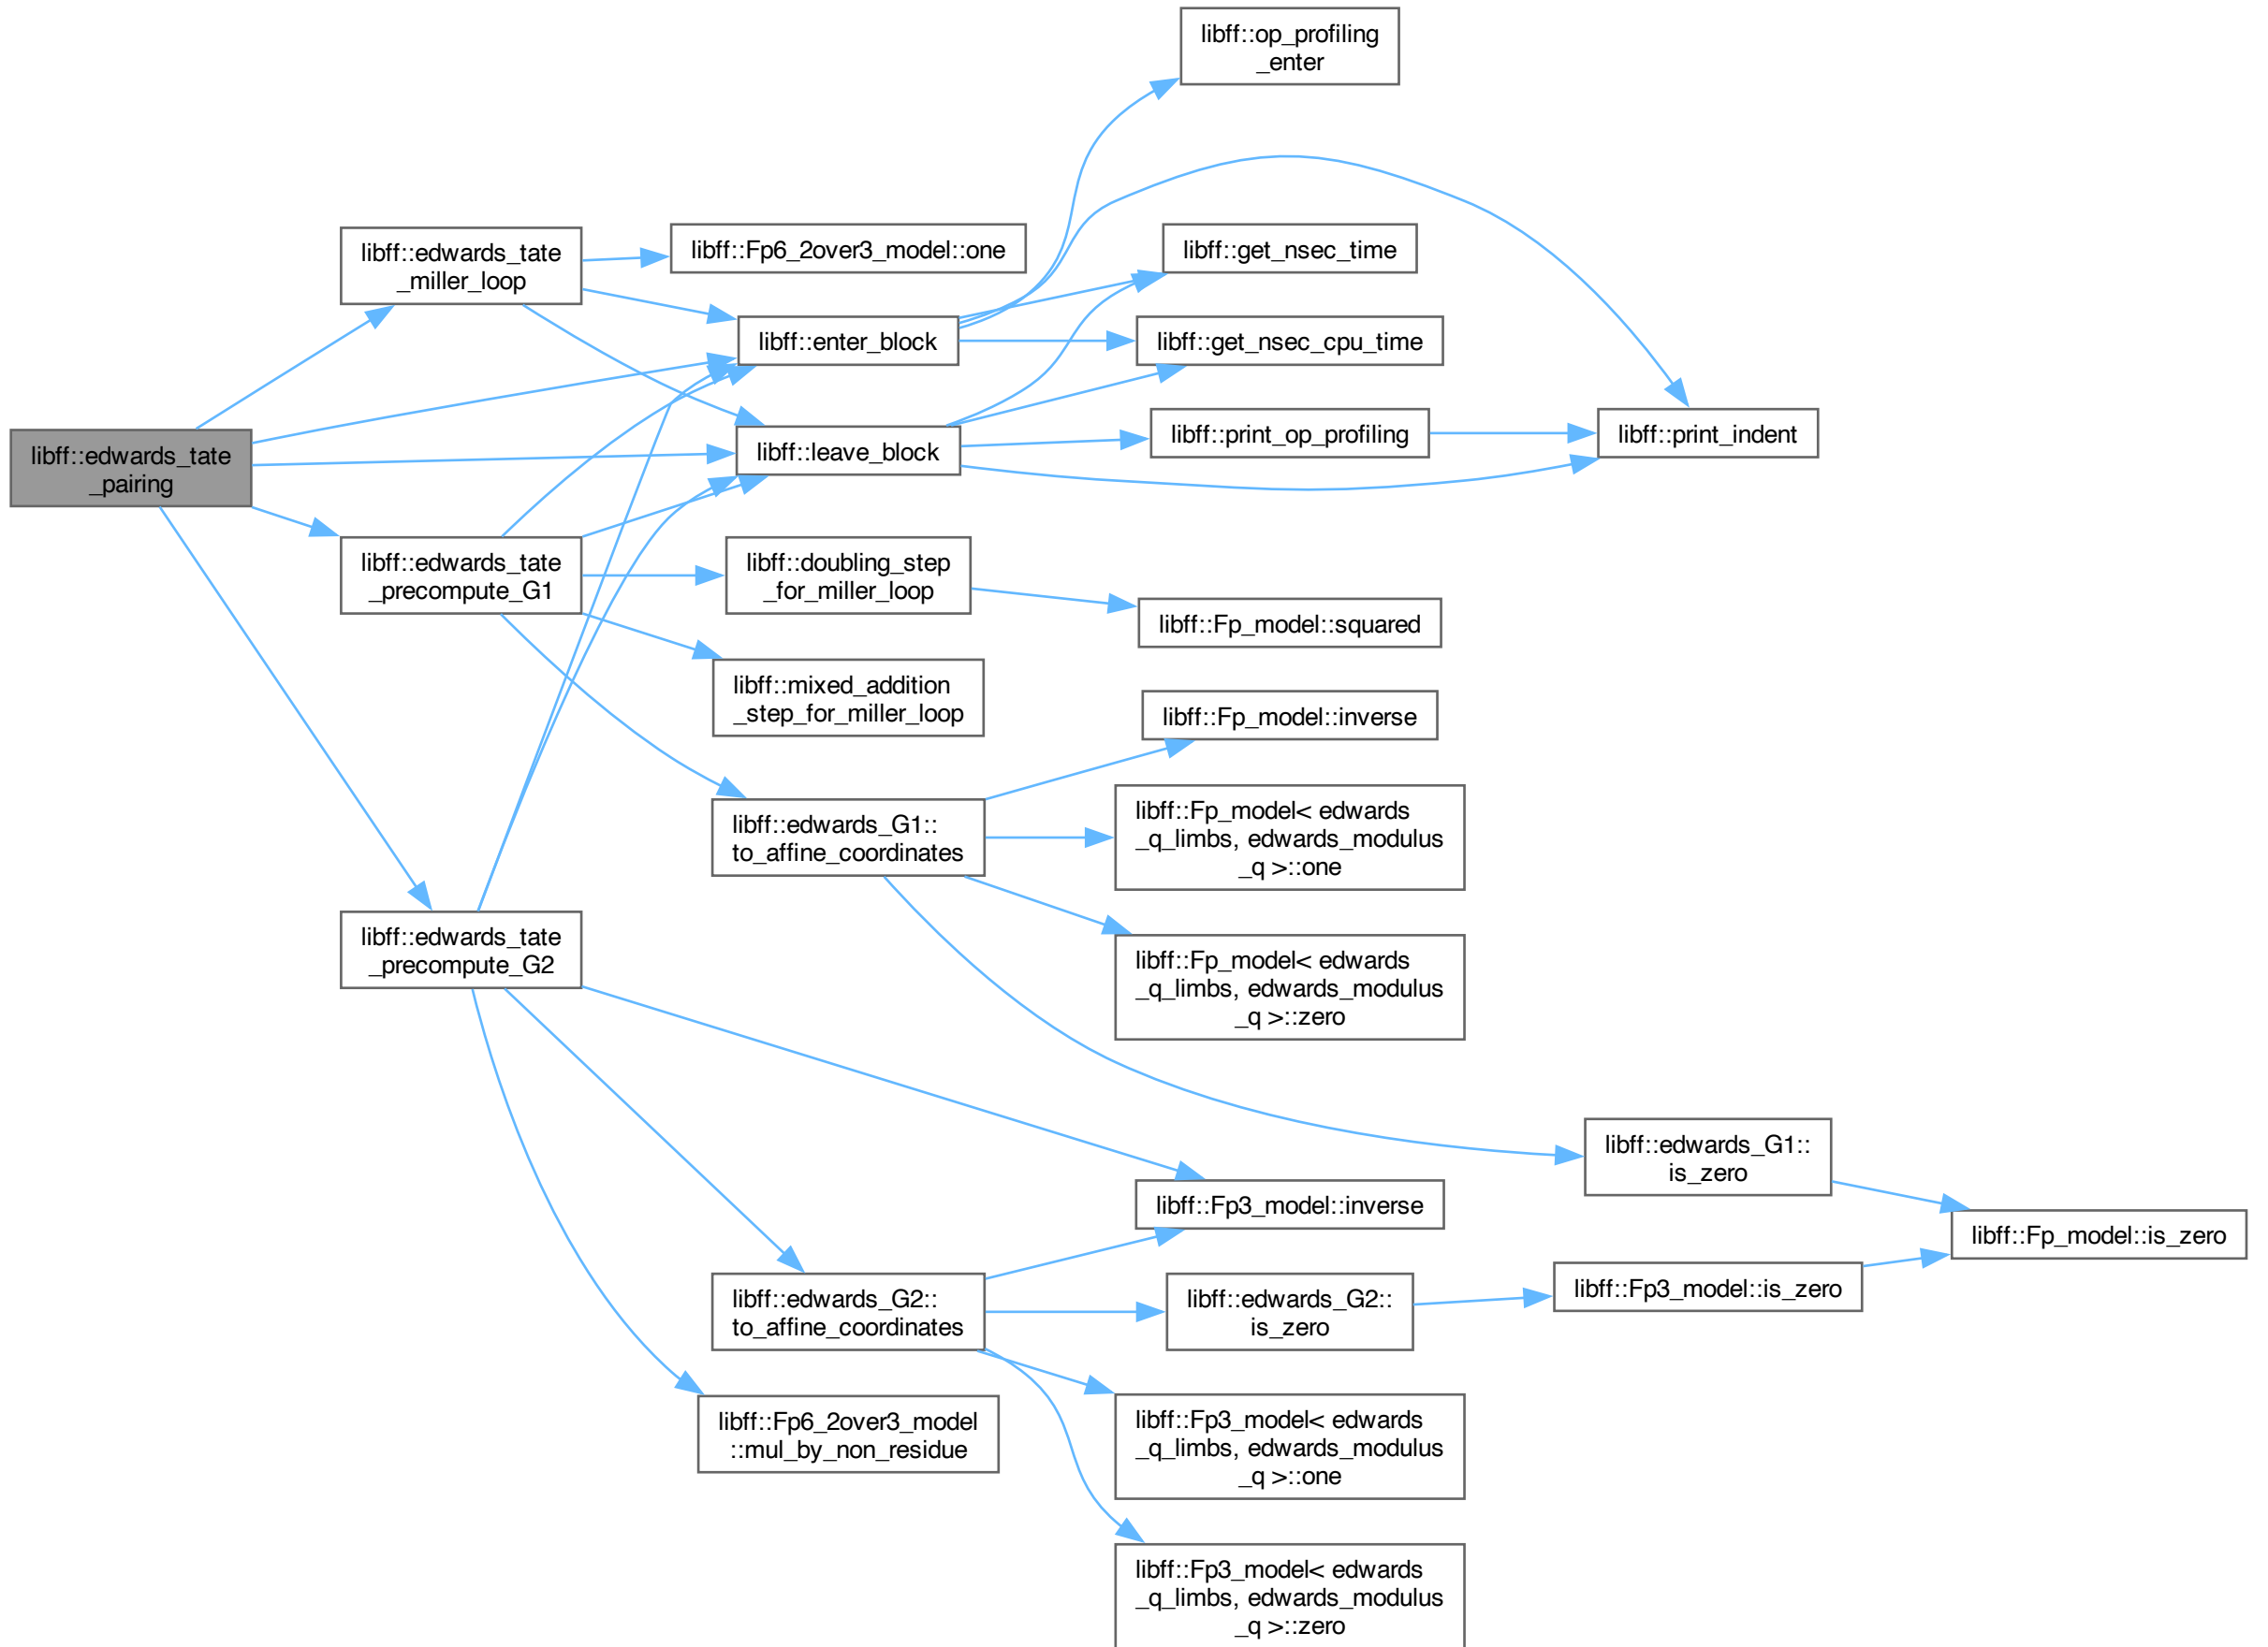 libff::op_profiling
_enter
libff::edwards_tate
_miller_loop
libff::Fp6_2over3_model::one
libff::get_nsec_time
libff::enter_block
libff::get_nsec_cpu_time
libff::edwards_tate
_pairing
libff::leave_block
libff::print_op_profiling
libff::print_indent
libff::edwards_tate
_precompute_G1
libff::doubling_step
_for_miller_loop
libff::Fp_model::squared
libff::mixed_addition
_step_for_miller_loop
libff::Fp_model::inverse
libff::edwards_G1::
to_affine_coordinates
libff::Fp_model< edwards
_q_limbs, edwards_modulus
_q >::one
libff::edwards_tate
_precompute_G2
libff::Fp_model< edwards
_q_limbs, edwards_modulus
_q >::zero
libff::edwards_G1::
is_zero
libff::Fp3_model::inverse
libff::Fp_model::is_zero
libff::edwards_G2::
to_affine_coordinates
libff::edwards_G2::
is_zero
libff::Fp3_model::is_zero
libff::Fp6_2over3_model
::mul_by_non_residue
libff::Fp3_model< edwards
_q_limbs, edwards_modulus
_q >::one
libff::Fp3_model< edwards
_q_limbs, edwards_modulus
_q >::zero